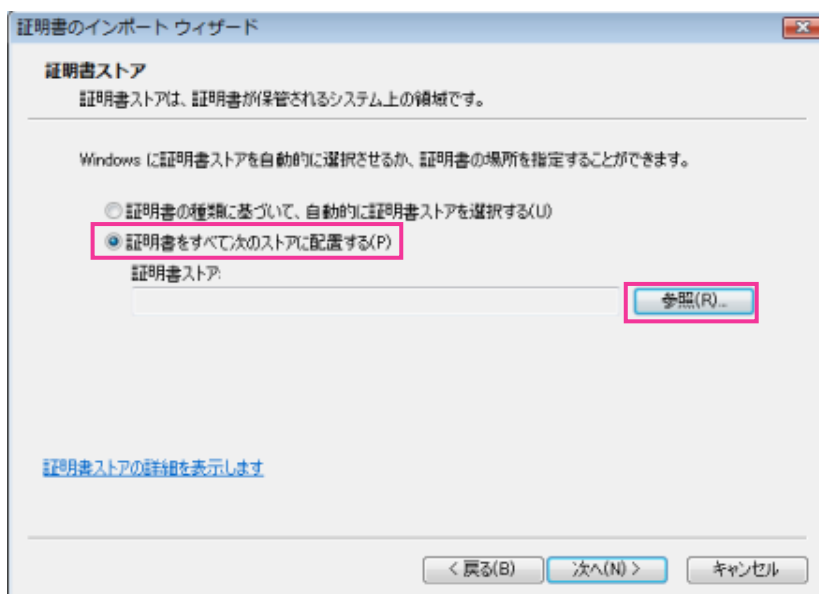 証明書のインポート ウィザード
証明書ストア
証明書ストアは、証明書が保管されるシステム上の領域です。
Windows に証明書ストアを自動的に選択させるか、証明書の場所を指定することができます。
証明書の種類に基づいて、自動的に証明書ストアを選択する(U)
証明書をすべて次のストアに配置する(P)
証明書ストア:
参照(R)...
証明書ストアの詳細を表示します
< 戻る(B)
次へ(N) >
キャンセル